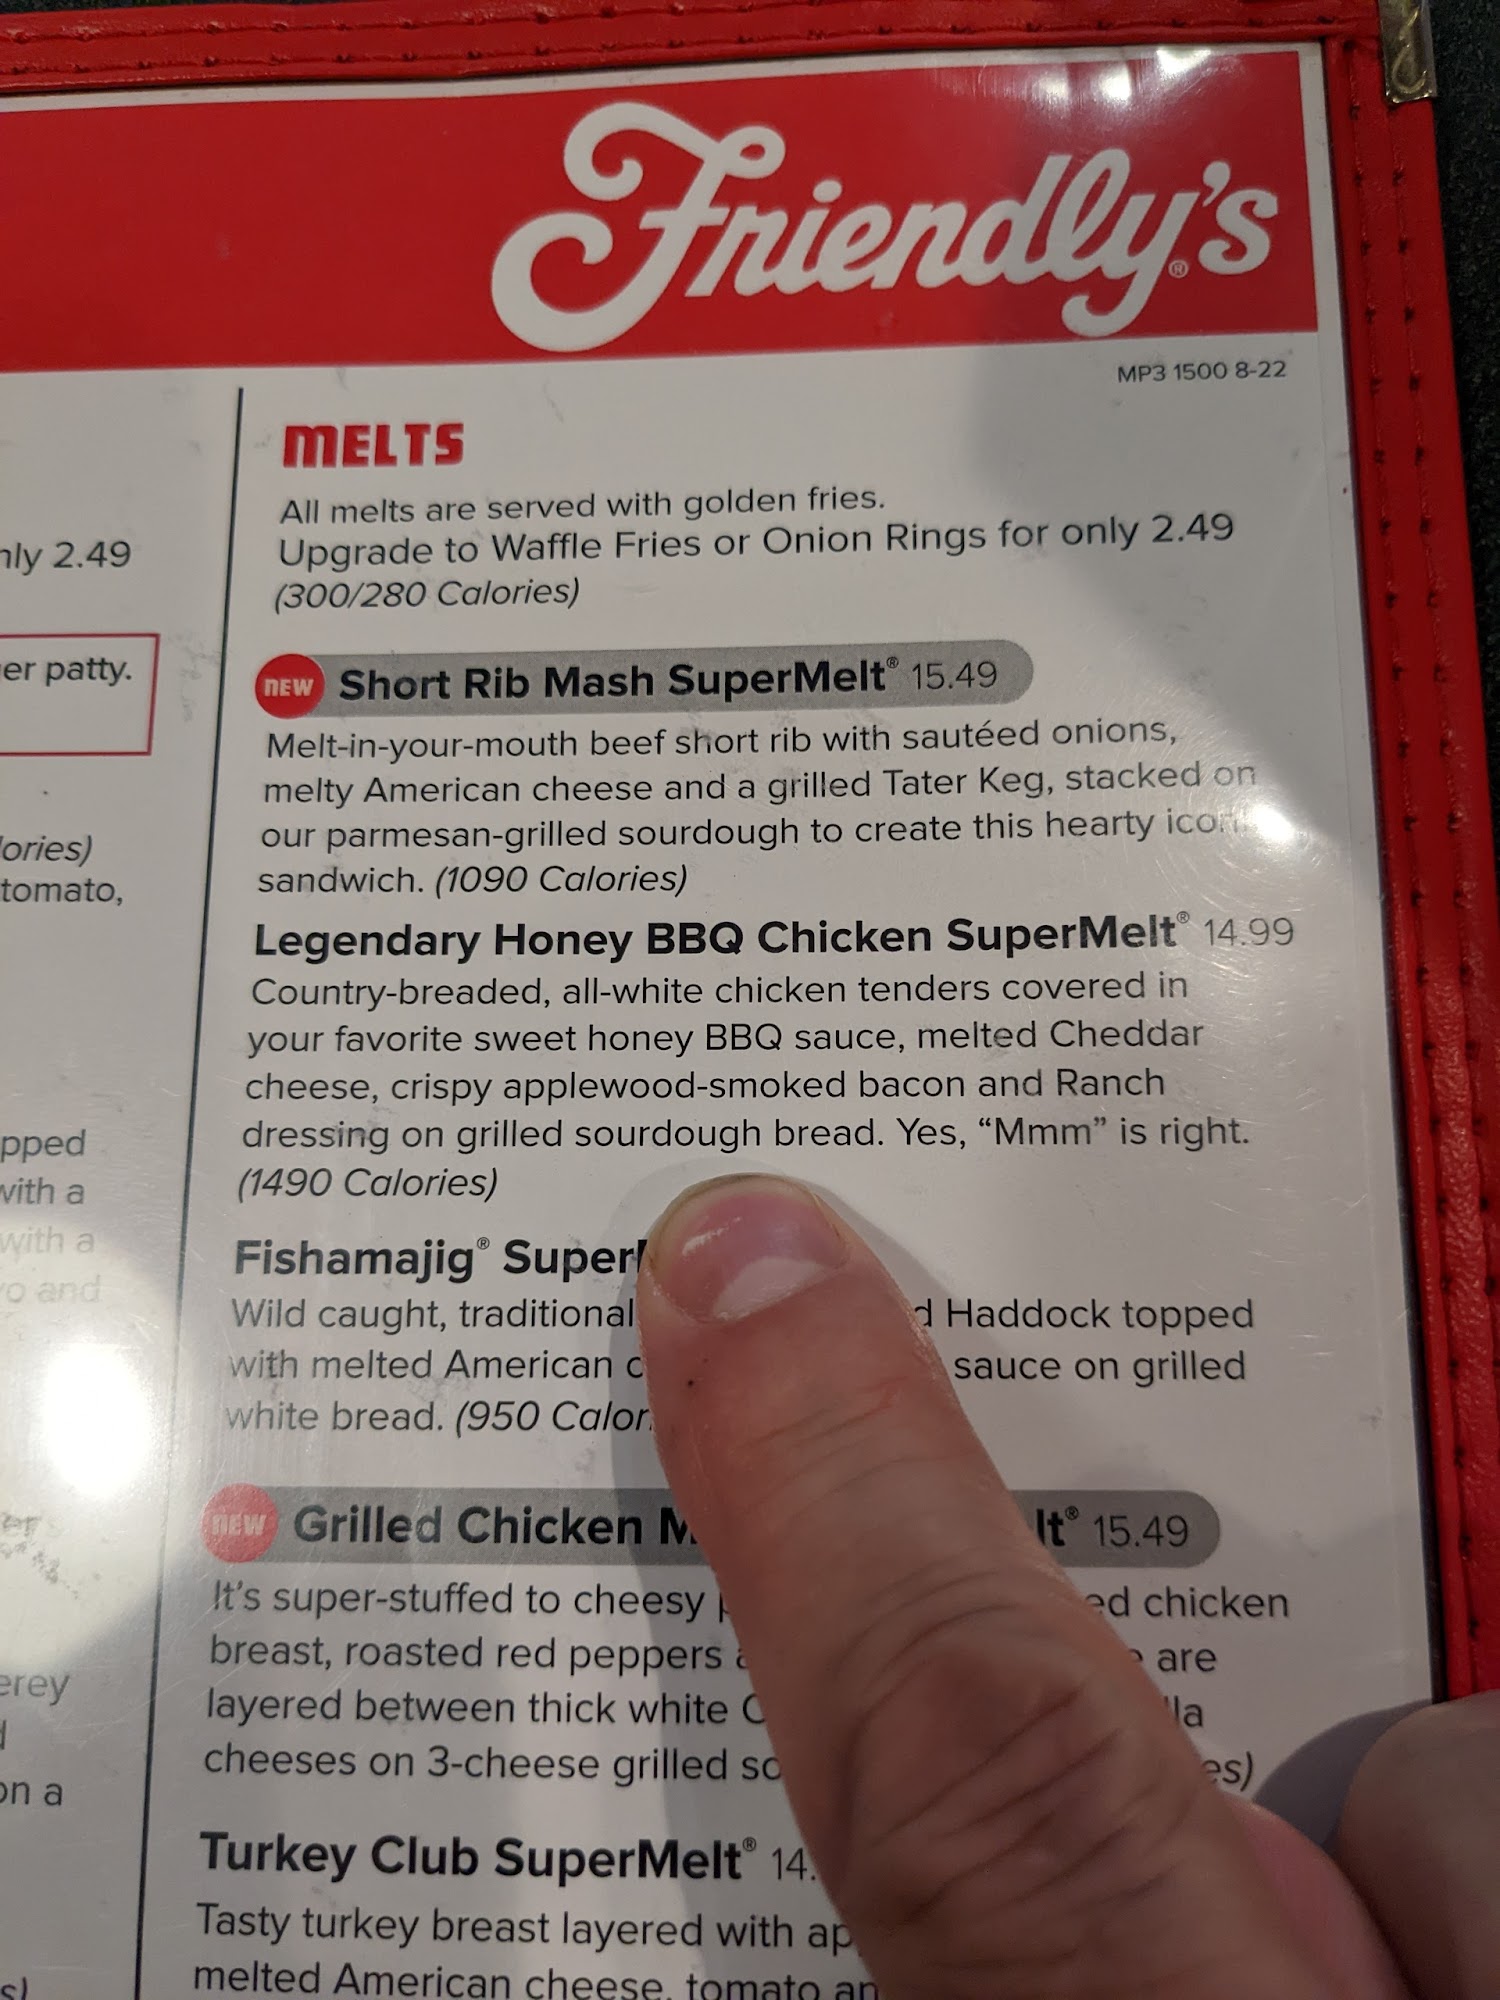 Friendly's®
MP3 1500 8-22
MELTS
All melts are served with golden fries.
Upgrade to Waffle Fries or Onion Rings for only 2.49
(300/280 Calories)
NEW Short Rib Mash SuperMelt® 15.49
Melt-in-your-mouth beef short rib with sautéed onions,
melty American cheese and a grilled Tater Keg, stacked on
our parmesan-grilled sourdough to create this hearty
sandwich. (1090 Calories)
Legendary Honey BBQ Chicken SuperMelt® 14.99
Country-breaded, all-white chicken tenders covered in
your favorite sweet honey BBQ sauce, melted Cheddar
cheese, crispy applewood-smoked bacon and Ranch
dressing on grilled sourdough bread. Yes, “Mmm” is right.
(1490 Calories)
Fishamajig® Super
Wild caught, traditional Haddock topped
with melted American sauce on grilled
white bread. (950
NEW Grilled Chicken 15.49
It's super-stuffed to cheesy chicken
breast, roasted red peppers are
layered between thick white
cheeses on 3-cheese grilled
Turkey Club SuperMelt® 14.
Tasty turkey breast layered with
melted American cheese, tomato
2.49
patty.
tomato,
with a
with a
and
on a